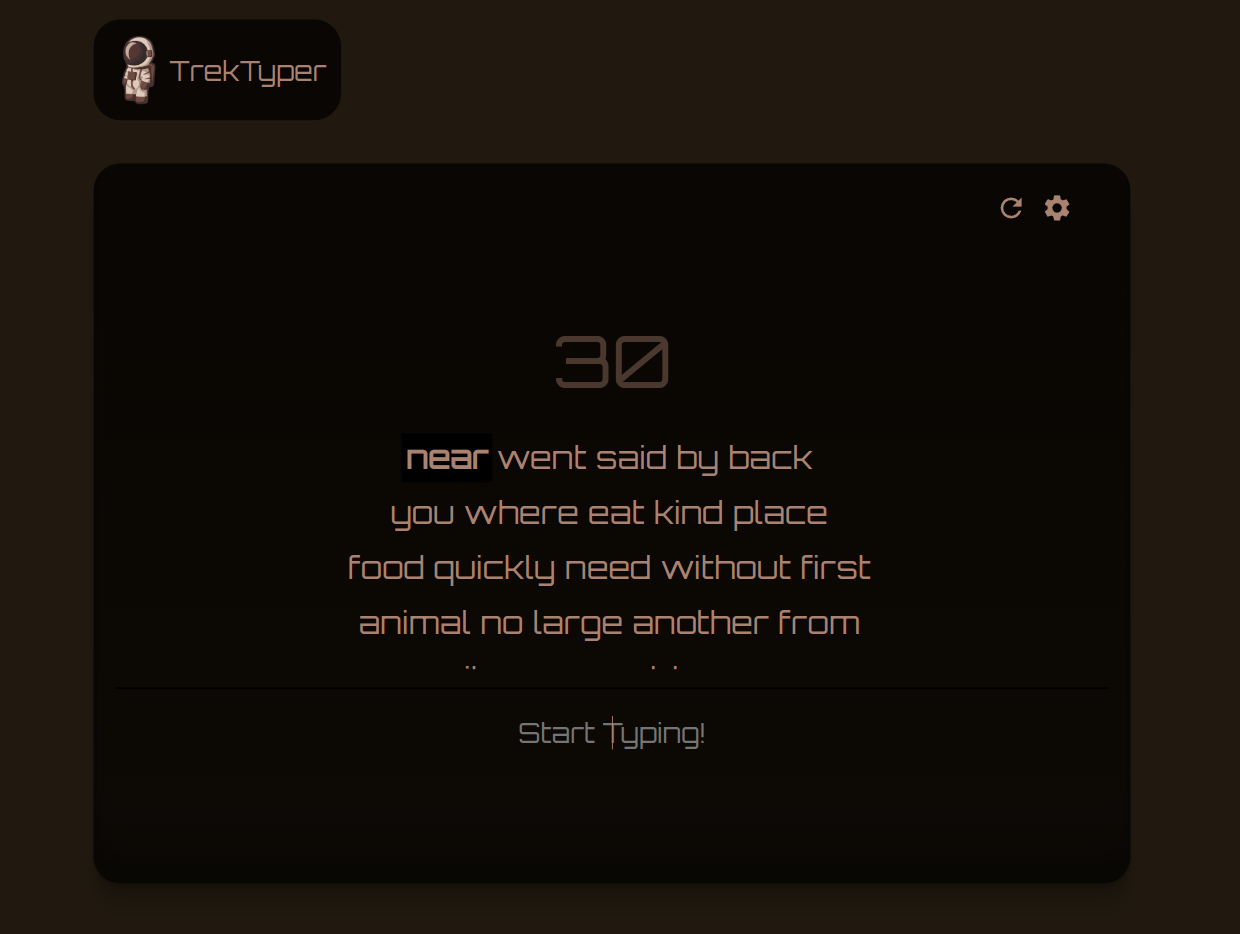 TrekTyper
30
near went said by back
you where eat kind place
food quickly need without first
animal no large another from
Start Typing!